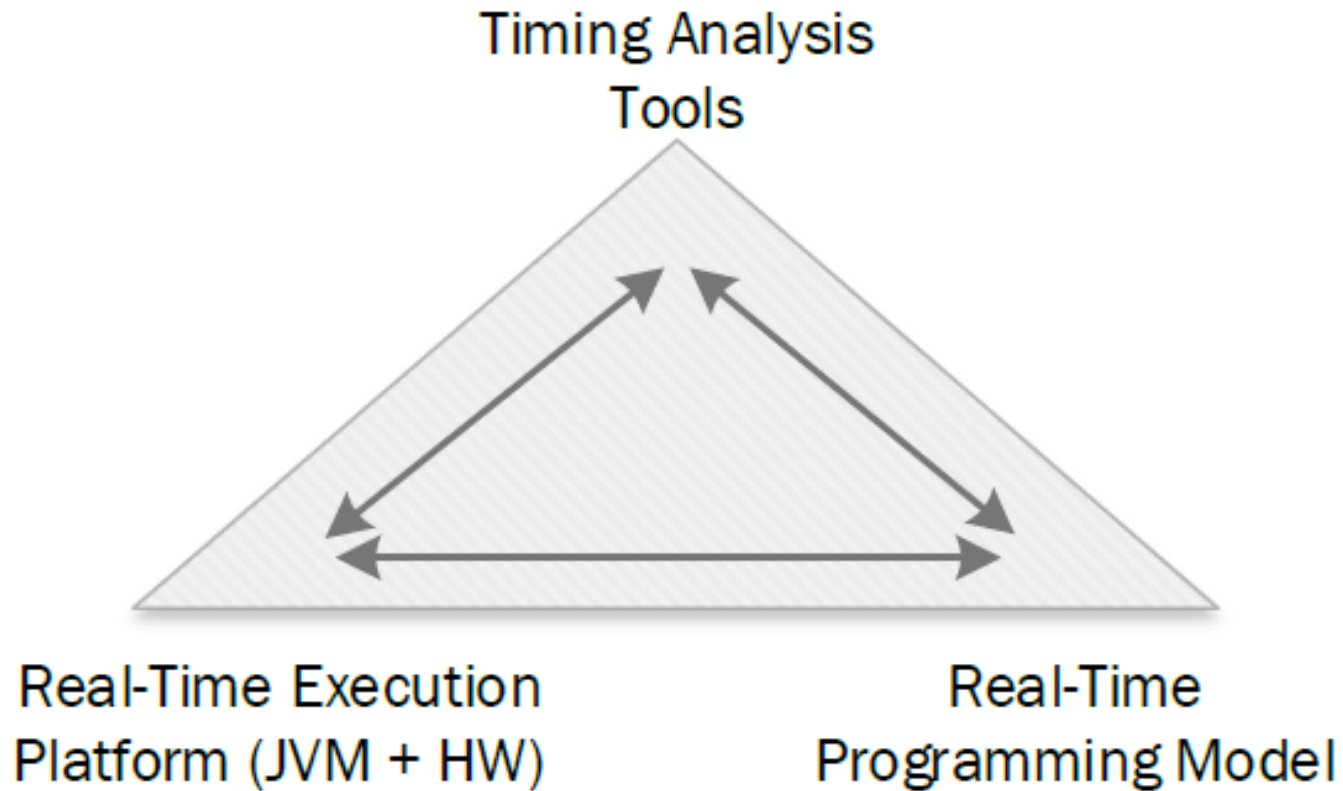 Timing Analysis
Tools
Real-Time Execution
Platform (JVM + HW)
Real-Time
Programming Model